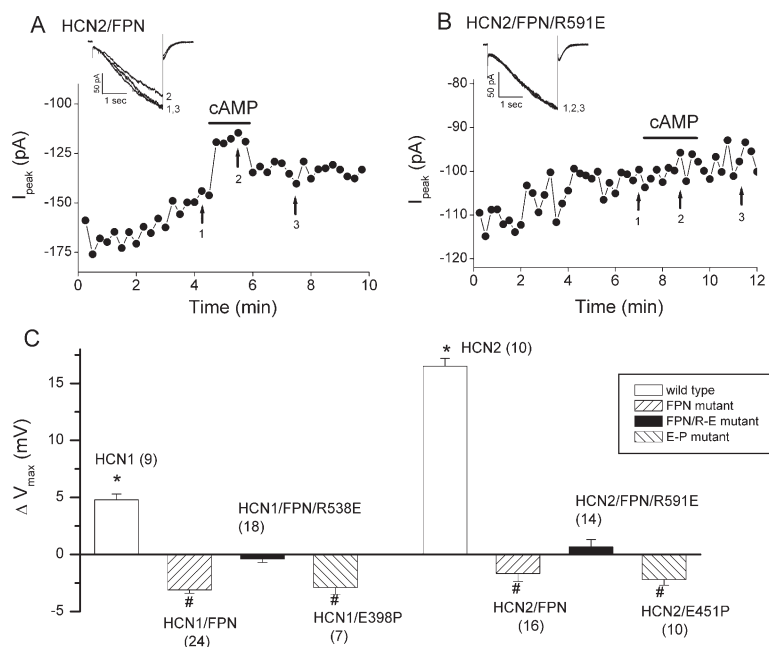 A
HCN2/FPN
50 pA
1 sec
2
1,3
cAMP
-100
-125
-150
-175
I peak (pA)
1
2
3
0 2 4 6 8 10
Time (min)
B
HCN2/FPN/R591E
50 pA
1 sec
1,2,3
cAMP
-80
-90
-100
-110
-120
I peak (pA)
1
2
3
0 2 4 6 8 10 12
Time (min)
C
15
10
5
0
-5
Δ V max (mV)
HCN1 (9)
*
#
HCN1/FPN
(24)
HCN1/FPN/R538E
(18)
#
HCN1/E398P
(7)
* HCN2 (10)
#
HCN2/FPN
(16)
HCN2/FPN/R591E
(14)
#
HCN2/E451P
(10)
wild type
FPN mutant
FPN/R-E mutant
E-P mutant